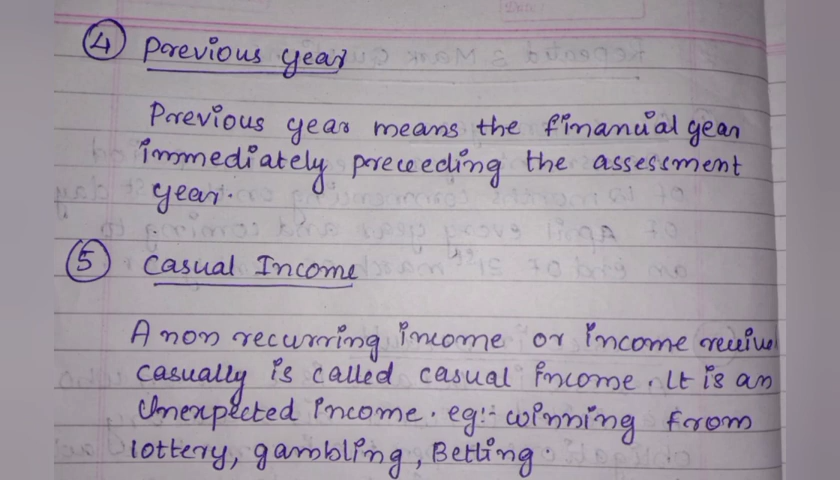 ④ Previous year
Previous year means the financial year
immediately preceeding the assessment
year.
⑤ Casual Income
A non recurring income or income
casually is called casual income. It is an
Unexpected income. eg:- winning from
lottery, gambling, Betting.